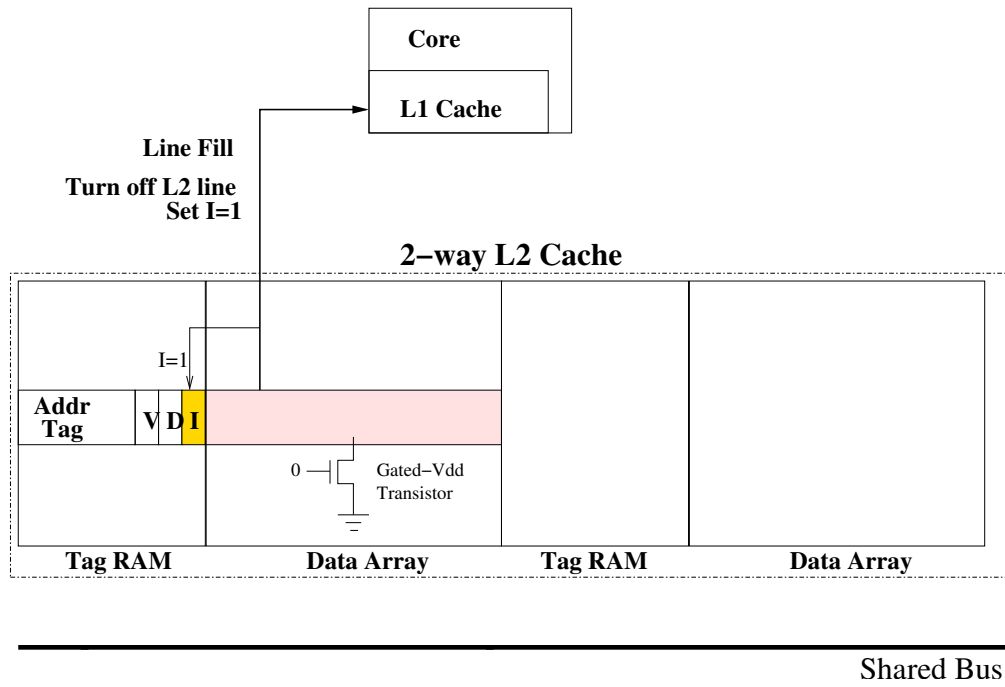 Core
L1 Cache
Line Fill
Turn off L2 line
Set I=1
2−way L2 Cache
I=1
Addr
Tag
V D I
0
Gated−Vdd
Transistor
Tag RAM
Data Array
Tag RAM
Data Array
Shared Bus